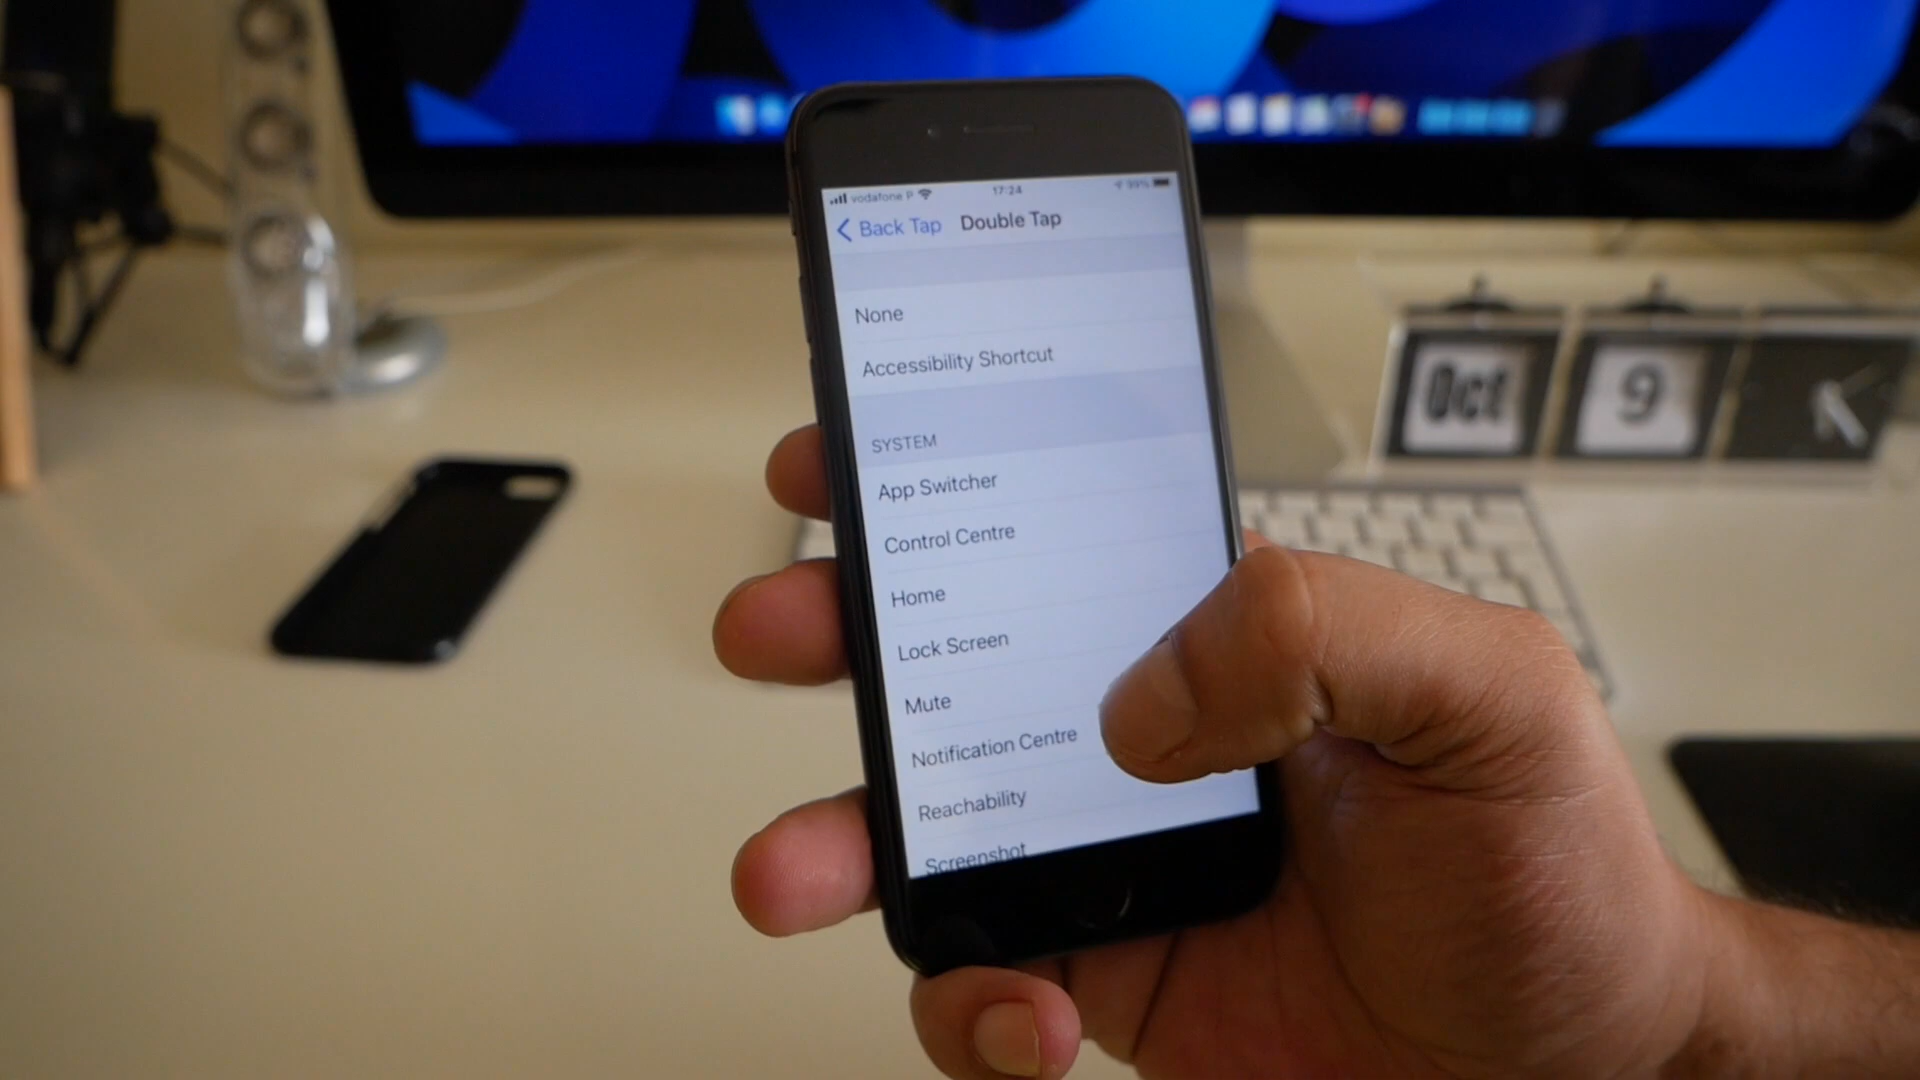 vodafone P 17:24 99%
Back Tap Double Tap
None
Accessibility Shortcut
SYSTEM
App Switcher
Control Centre
Home
Lock Screen
Mute
Notification Centre
Reachability
Screenshot
Oct 9